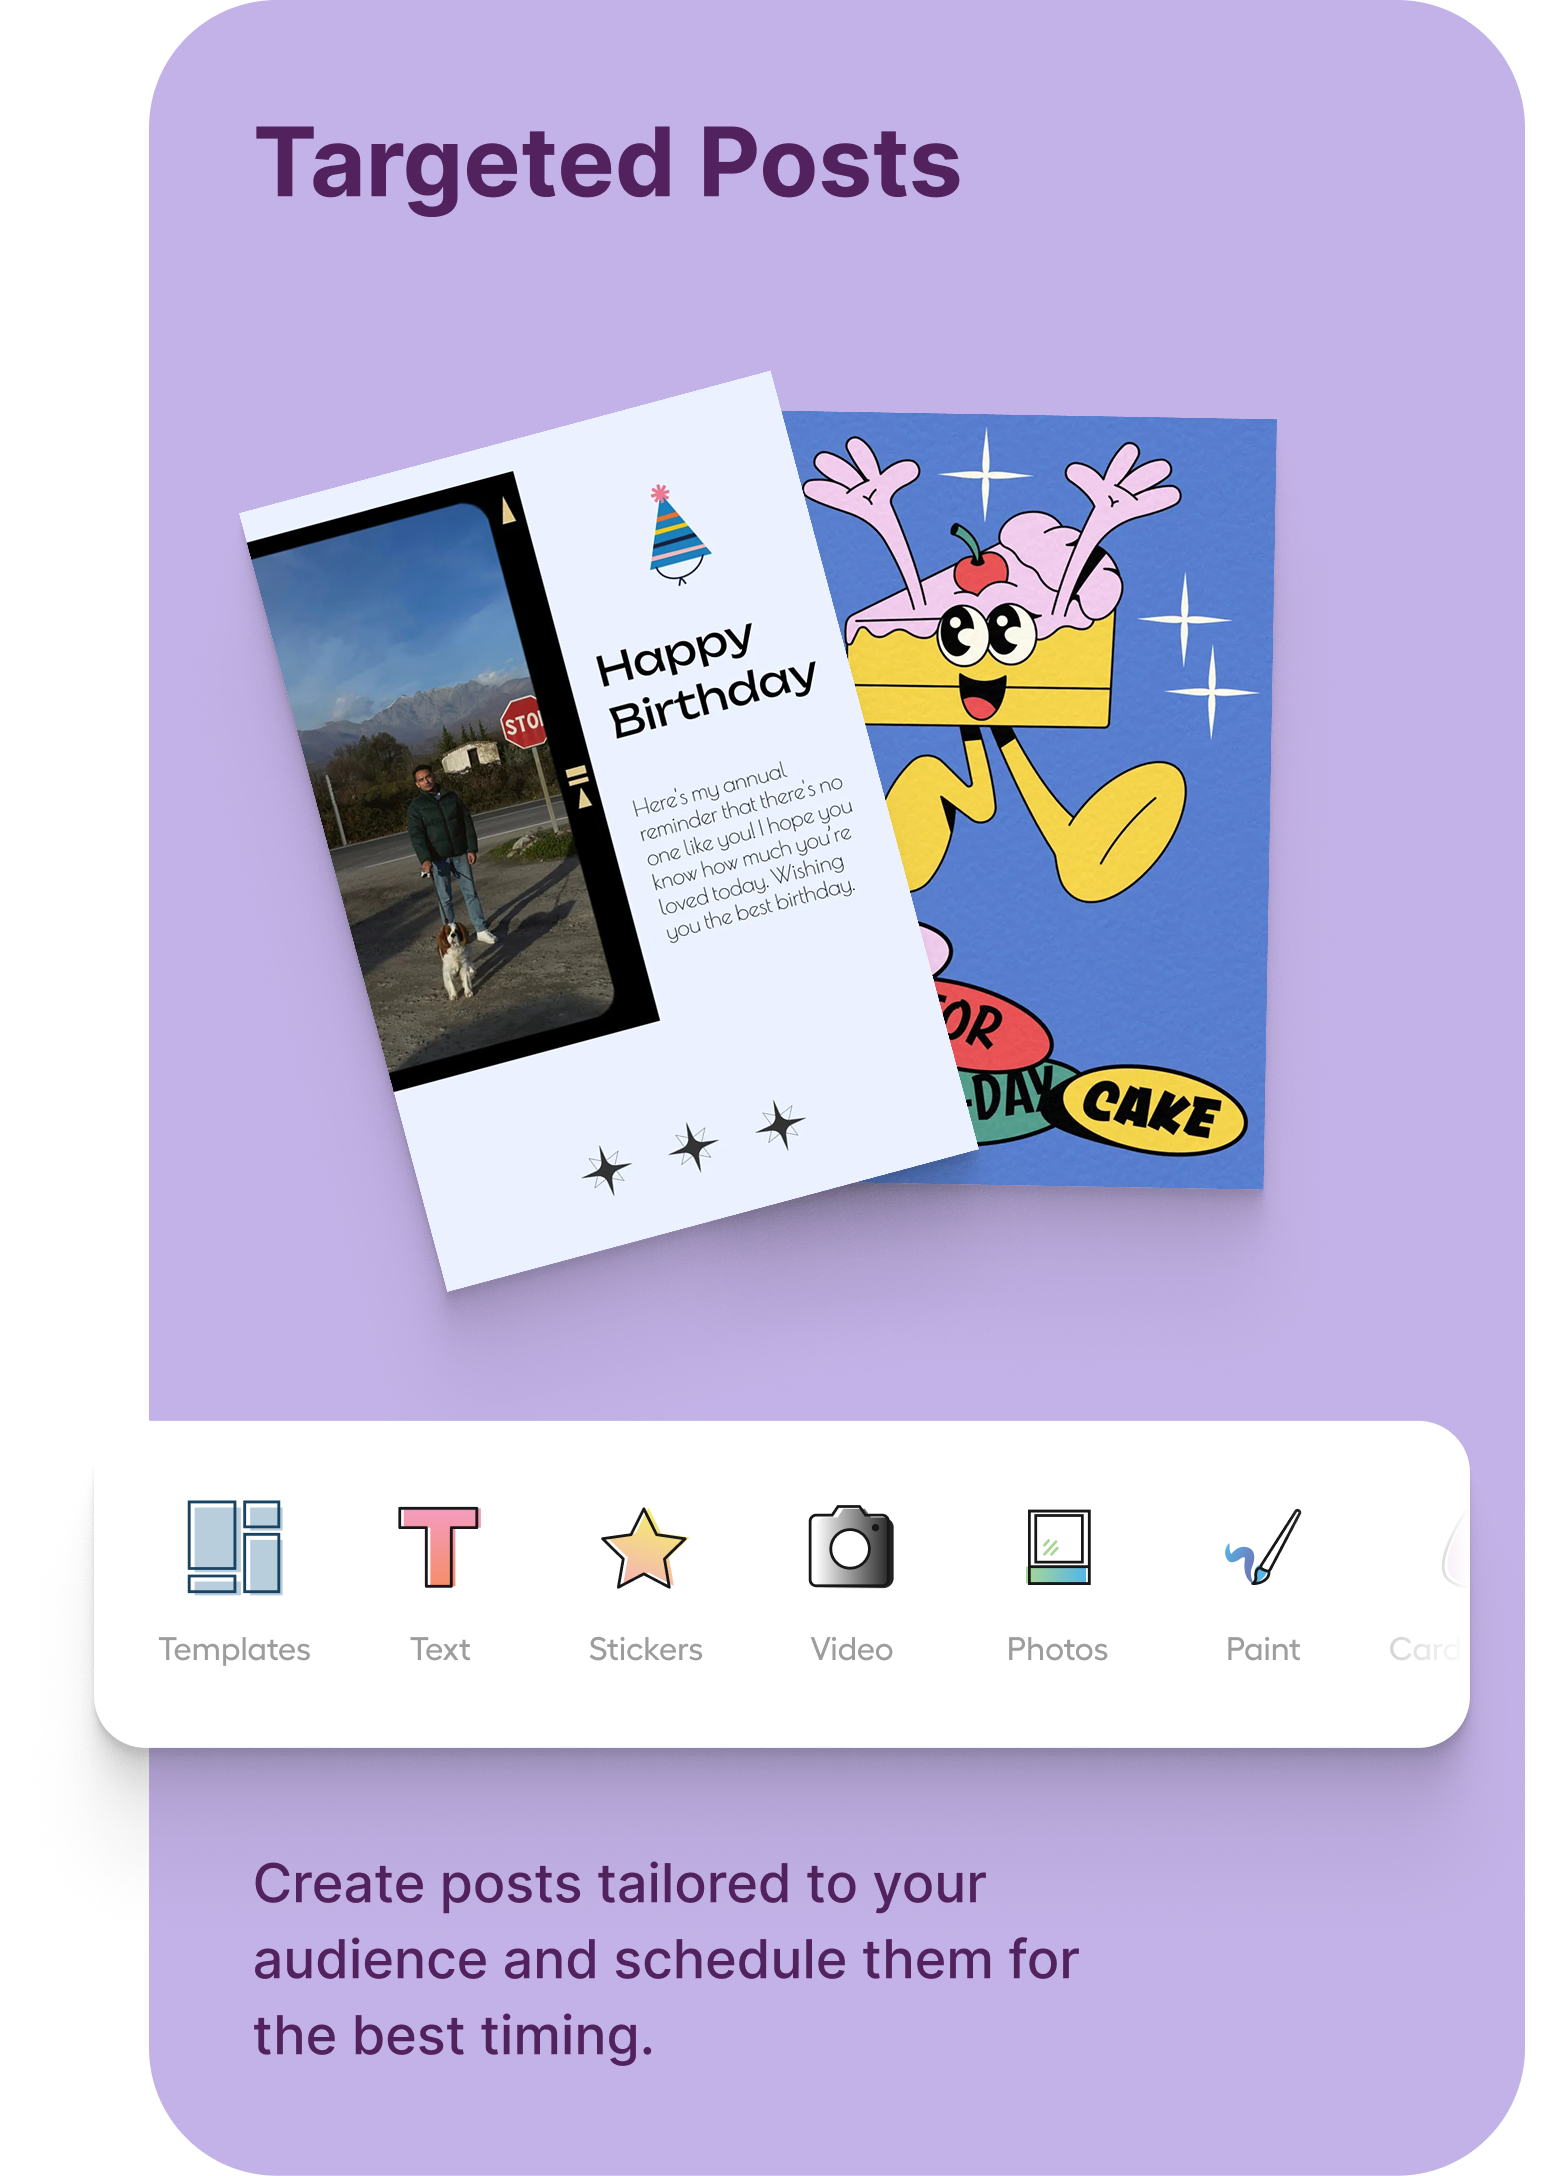 Targeted Posts
STO
Happy
Birthday
Here's my annual
reminder that there's no
one like you! I hope you
know how much you're
loved today. Wishing
you the best birthday.
OR
-DAY
CAKE
Templates
Text
Stickers
Video
Photos
Paint
Card
Create posts tailored to your
audience and schedule them for
the best timing.